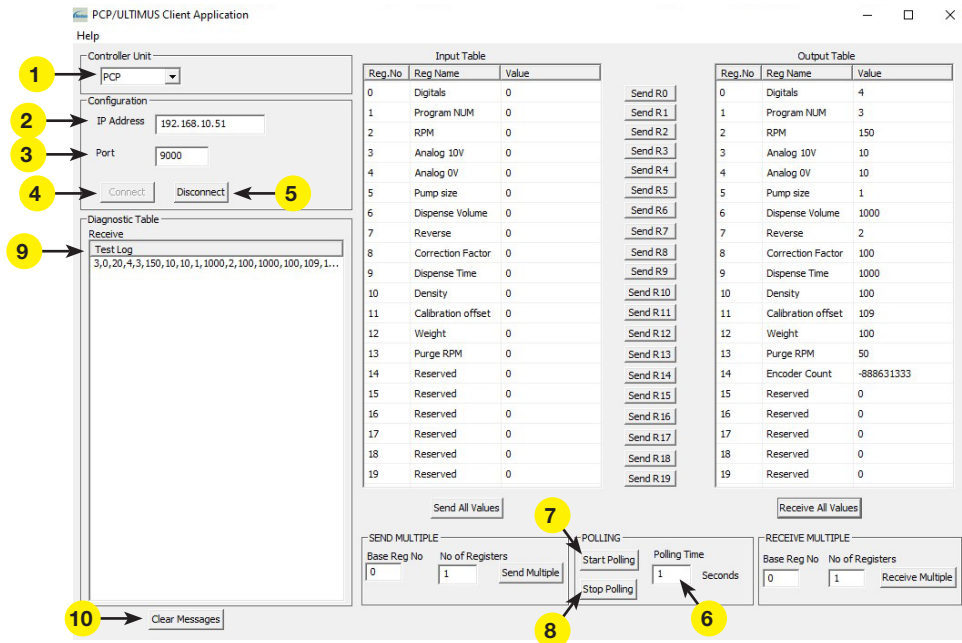 PCP/ULTIMUS Client Application
Help
Controller Unit
1
PCP
Configuration
2
IP Address 192.168.10.51
3
Port 9000
4
Connect Disconnect
5
Diagnostic Table
Receive
9
Test Log
3,0,20,4,3,150,10,10,1,1000,2,100,1000,100,109,1...
10
Clear Messages
Input Table
Reg.No Reg Name Value
0 Digitals 0
1 Program NUM 0
2 RPM 0
3 Analog 10V 0
4 Analog 0V 0
5 Pump size 0
6 Dispense Volume 0
7 Reverse 0
8 Correction Factor 0
9 Dispense Time 0
10 Density 0
11 Calibration offset 0
12 Weight 0
13 Purge RPM 0
14 Reserved 0
15 Reserved 0
16 Reserved 0
17 Reserved 0
18 Reserved 0
19 Reserved 0
Send All Values
Send R0
Send R1
Send R2
Send R3
Send R4
Send R5
Send R6
Send R7
Send R8
Send R9
Send R10
Send R11
Send R12
Send R13
Send R14
Send R15
Send R16
Send R17
Send R18
Send R19
Output Table
Reg.No Reg Name Value
0 Digitals 4
1 Program NUM 3
2 RPM 150
3 Analog 10V 10
4 Analog 0V 10
5 Pump size 1
6 Dispense Volume 1000
7 Reverse 2
8 Correction Factor 100
9 Dispense Time 1000
10 Density 100
11 Calibration offset 109
12 Weight 100
13 Purge RPM 50
14 Encoder Count -888631333
15 Reserved 0
16 Reserved 0
17 Reserved 0
18 Reserved 0
19 Reserved 0
Receive All Values
SEND MULTIPLE
Base Reg No No of Registers
0 1 Send Multiple
7
POLLING
Start Polling
Polling Time
1 Seconds
Stop Polling
8
6
RECEIVE MULTIPLE
Base Reg No No of Registers
0 1 Receive Multiple